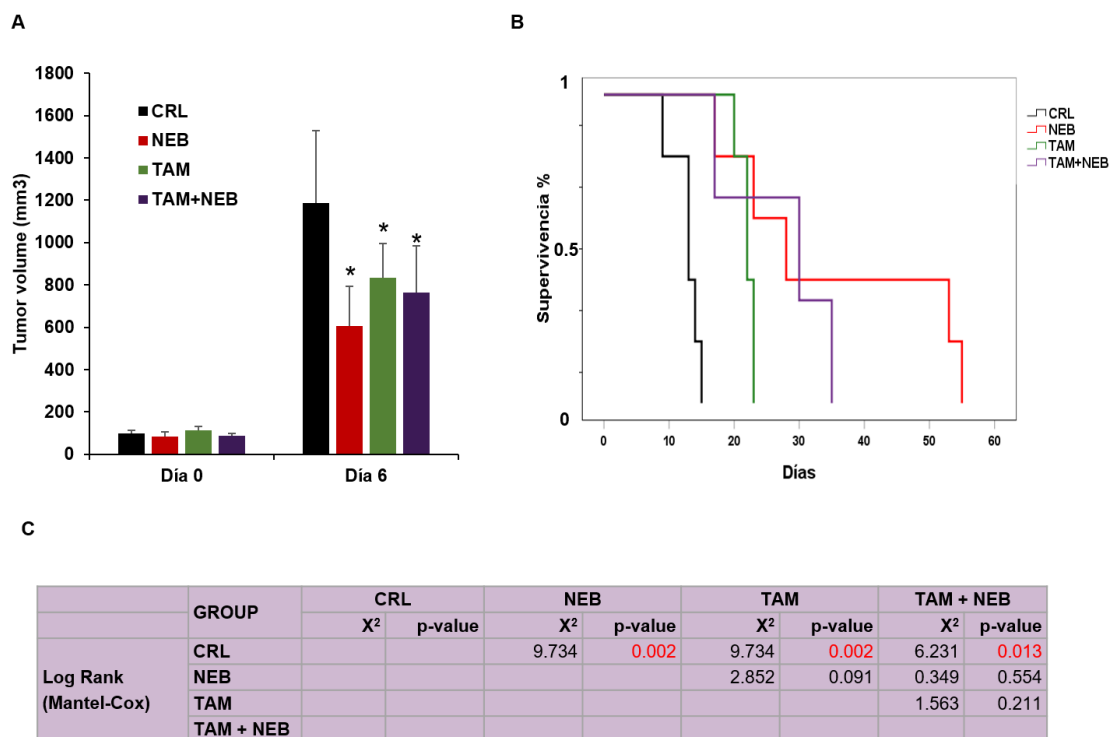 A
B
1800
1600
1400
1200
1000
800
600
400
200
0
Tumor volume (mm3)
CRL
NEB
TAM
TAM+NEB
*
*
*
Día 0
Día 6
1
0.5
0
Supervivencia %
CRL
NEB
TAM
TAM+NEB
0 10 20 30 40 50 60
Días
C
GROUP CRL NEB TAM TAM + NEB
X² p-value X² p-value X² p-value X² p-value
Log Rank (Mantel-Cox)
CRL 9.734 0.002 9.734 0.002 6.231 0.013
NEB 2.852 0.091 0.349 0.554
TAM 1.563 0.211
TAM + NEB